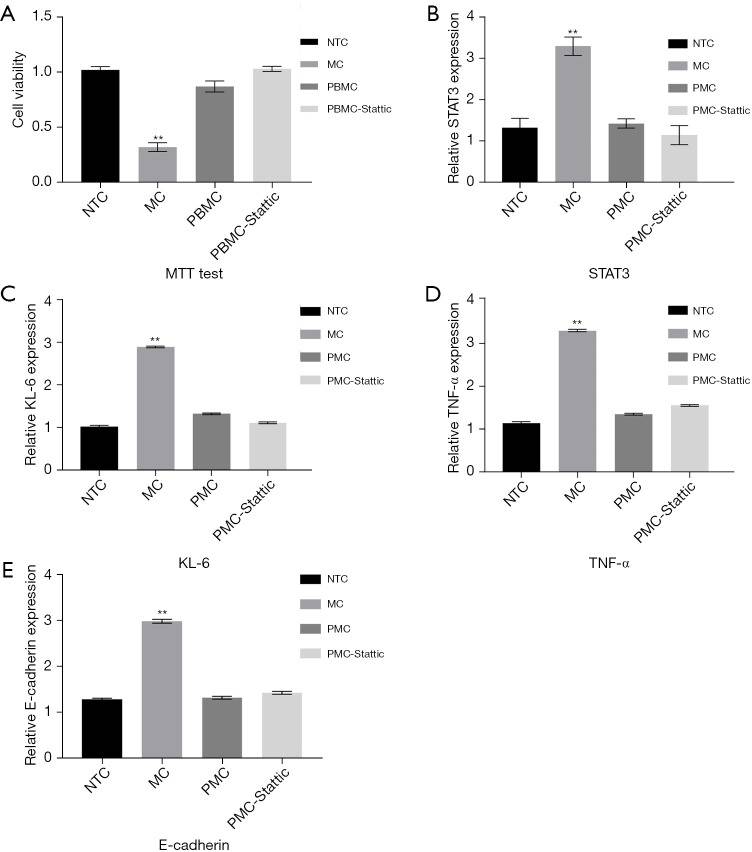 A
Cell viability
1.5
1.0
0.5
0.0
**
NTC
MC
PBMC
PBMC-Stattic
NTC
MC
PBMC
PBMC-Stattic
MTT test
B
Relative STAT3 expression
4
3
2
1
0
**
NTC
MC
PMC
PMC-Stattic
NTC
MC
PMC
PMC-Stattic
STAT3
C
Relative KL-6 expression
4
3
2
1
0
**
NTC
MC
PMC
PMC-Stattic
NTC
MC
PMC
PMC-Stattic
KL-6
D
Relative TNF-α expression
4
3
2
1
0
**
NTC
MC
PMC
PMC-Stattic
NTC
MC
PMC
PMC-Stattic
TNF-α
E
Relative E-cadherin expression
4
3
2
1
0
**
NTC
MC
PMC
PMC-Stattic
NTC
MC
PMC
PMC-Stattic
E-cadherin